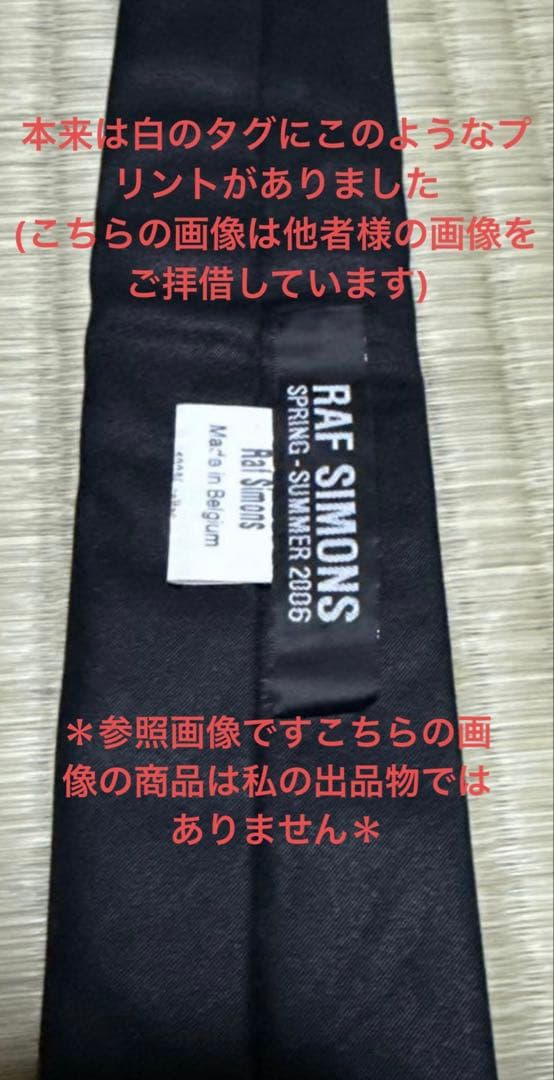 本来は白のタグにこのようなプ
リントがありました
(こちらの画像は他者様の画像を
ご拝借しています)
RAF SIMONS
SPRING - SUMMER 2006
Raf Simons
Made in Belgium
＊参照画像ですこちらの画
像の商品は私の出品物では
ありません＊